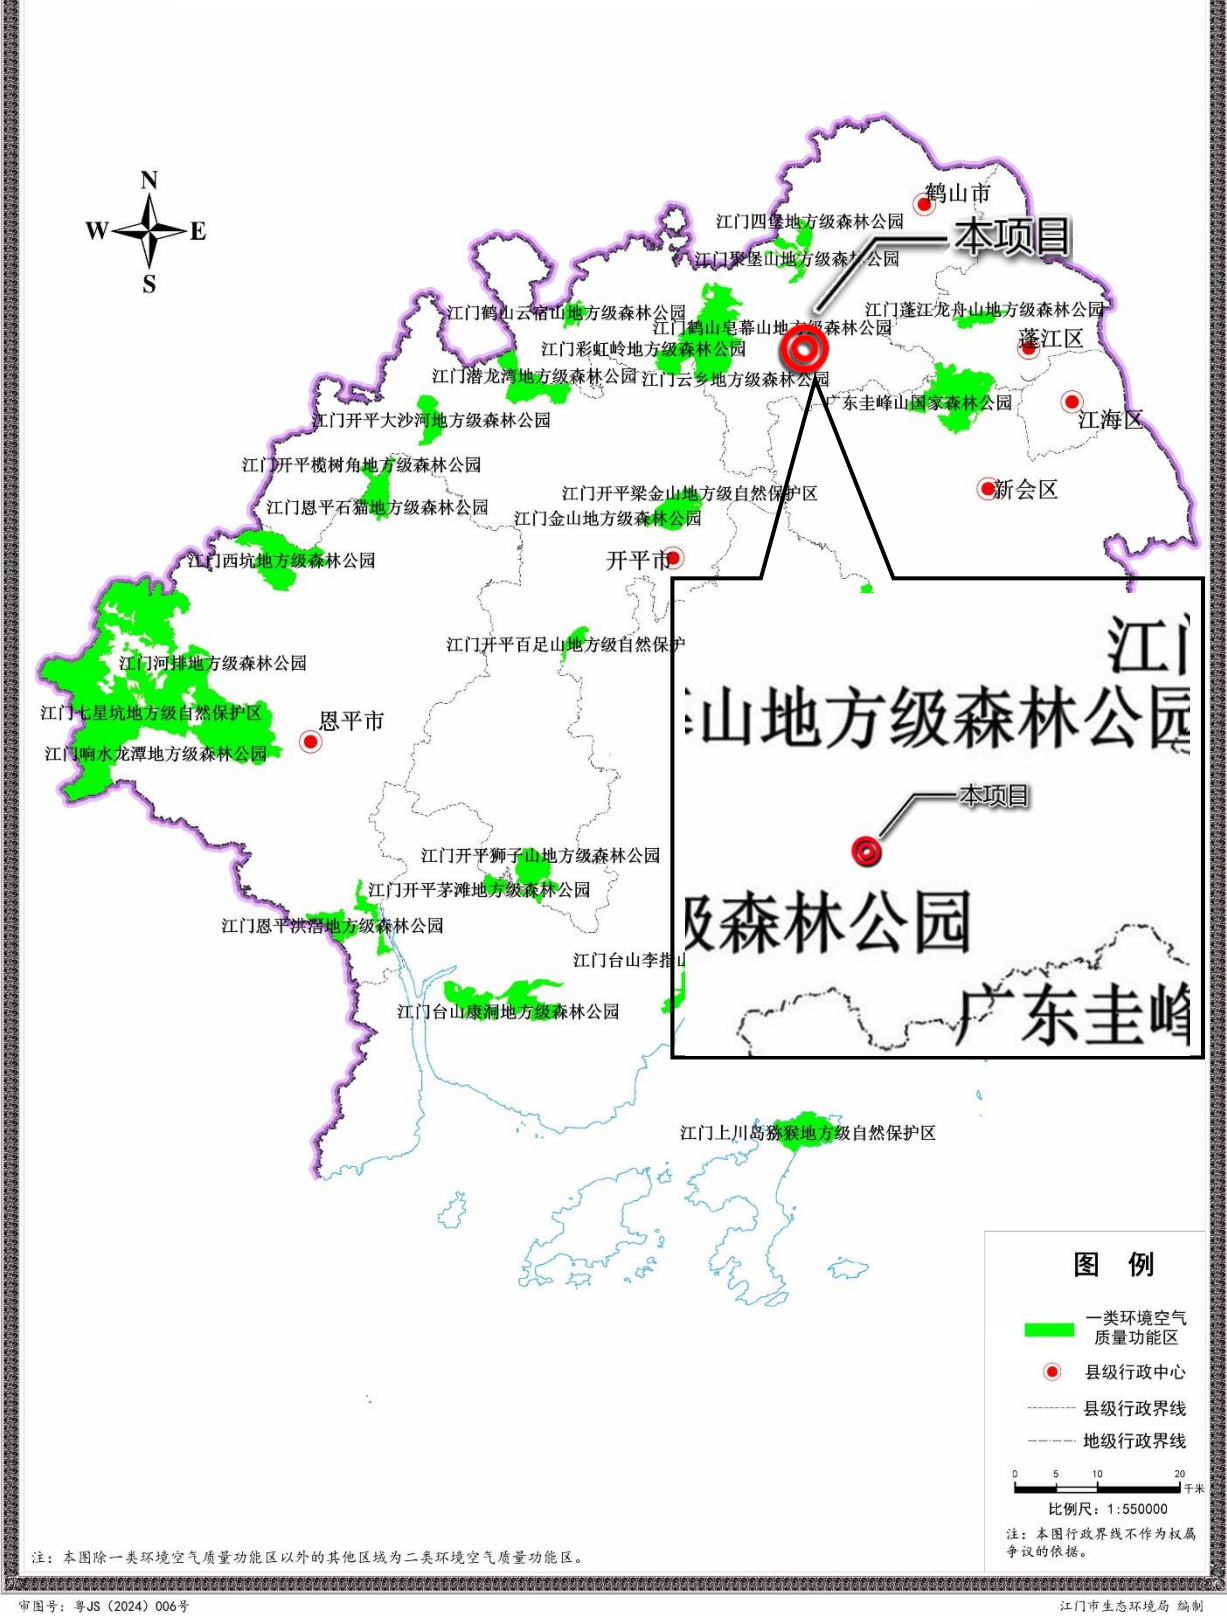 N
W E
S
鹤山市
江门四堡地方级森林公园
本项目
江门聚堡山地方级森林公园
江门鹤山云宿山地方级森林公园
江门蓬江龙舟山地方级森林公园
江门鹤山皂幕山地方级森林公园
蓬江区
江门彩虹岭地方级森林公园
江门潜龙湾地方级森林公园
江门云乡地方级森林公园
广东圭峰山国家森林公园
江门开平大沙河地方级森林公园
江海区
江门开平榄树角地方级森林公园
江门开平梁金山地方级自然保护区
新会区
江门恩平石猫地方级森林公园
江门金山地方级森林公园
江门西坑地方级森林公园
开平市
江门开平百足山地方级自然保护
江门
江门河排地方级森林公园
江门七星坑地方级自然保护区
恩平市
山地方级森林公园
江门响水龙潭地方级森林公园
本项目
江门开平狮子山地方级森林公园
江门开平茅滩地方级森林公园
级森林公园
江门恩平洪滘地方级森林公园
江门台山李指山
江门台山康洞地方级森林公园
广东圭峰
江门上川岛猕猴地方级自然保护区
图 例
一类环境空气
质量功能区
县级行政中心
县级行政界线
地级行政界线
0 5 10 20
千米
比例尺：1:550000
注：本图行政界线不作为权属
争议的依据。
注：本图除一类环境空气质量功能区以外的其他区域为二类环境空气质量功能区。
审图号：粤JS（2024）006号
江门市生态环境局 编制